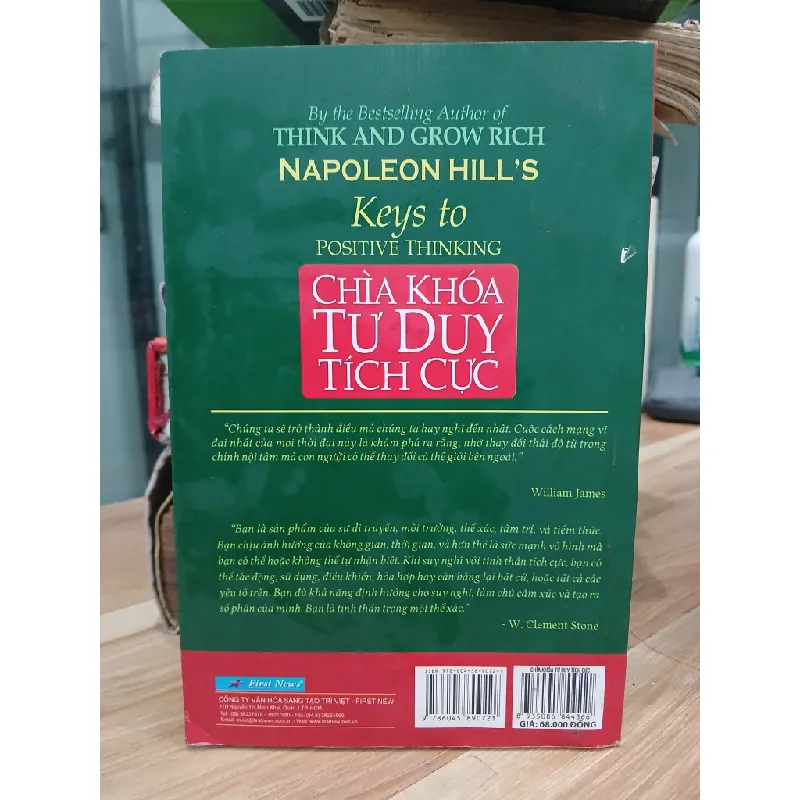 By the Bestselling Author of
THINK AND GROW RICH
NAPOLEON HILL'S
Keys to
POSITIVE THINKING
CHÌA KHÓA
TƯ DUY
TÍCH CỰC
"Chúng ta sẽ trở thành điều mà chúng ta hay nghĩ đến nhất. Cuộc cách mạng vĩ
đại nhất của mọi thời đại này là khám phá ra rằng, nhờ thay đổi thái độ từ trong
chính nội tâm mà con người có thể thay đổi cả thế giới bên ngoài."
William James
"Bạn là sản phẩm của sự di truyền, môi trường, thể xác, tâm trí, và tiềm thức.
Bạn chịu ảnh hưởng của không gian, thời gian, và hơn thế là sức mạnh vô hình mà
bạn có thể hoặc không thể tự nhận biết. Khi suy nghĩ với tinh thần tích cực, bạn có
thể tác động, sử dụng, điều khiển, hòa hợp hay cân bằng lại bất cứ, hoặc tất cả các
yếu tố trên. Bạn đủ khả năng định hướng cho suy nghĩ, làm chủ cảm xúc và tạo ra
số phận của mình. Bạn là tinh thần trong một thể xác."
- W. Clement Stone
First News
CÔNG TY VĂN HÓA SÁNG TẠO TRÍ VIỆT - FIRST NEW
CHÌA KHÓA TƯ DUY TÍCH CỰC
GIÁ: 68.000 ĐỒNG